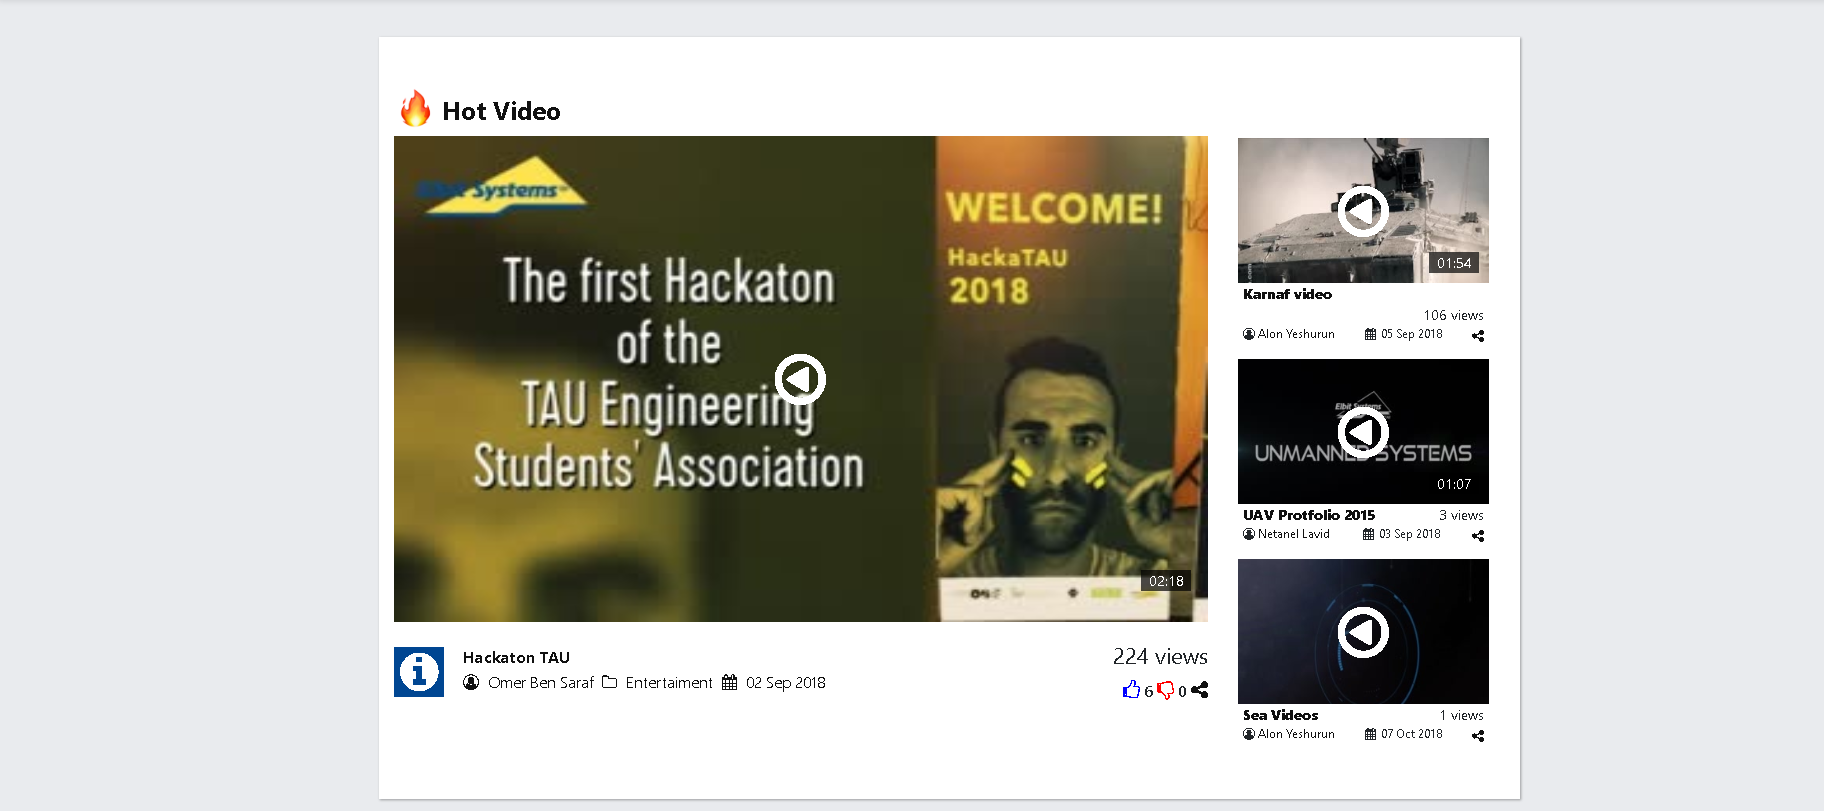 Hot Video
Elbit Systems
The first Hackaton
of the
TAU Engineering
Students' Association
WELCOME!
HackaTAU
2018
02:18
Hackaton TAU
224 views
Omer Ben Saraf Entertaiment 02 Sep 2018
6 0
01:54
Karnaf video
106 views
Alon Yeshurun 05 Sep 2018
Elbit Systems
UNMANNED SYSTEMS
01:07
UAV Protfolio 2015 3 views
Netanel Lavid 03 Sep 2018
Sea Videos 1 views
Alon Yeshurun 07 Oct 2018